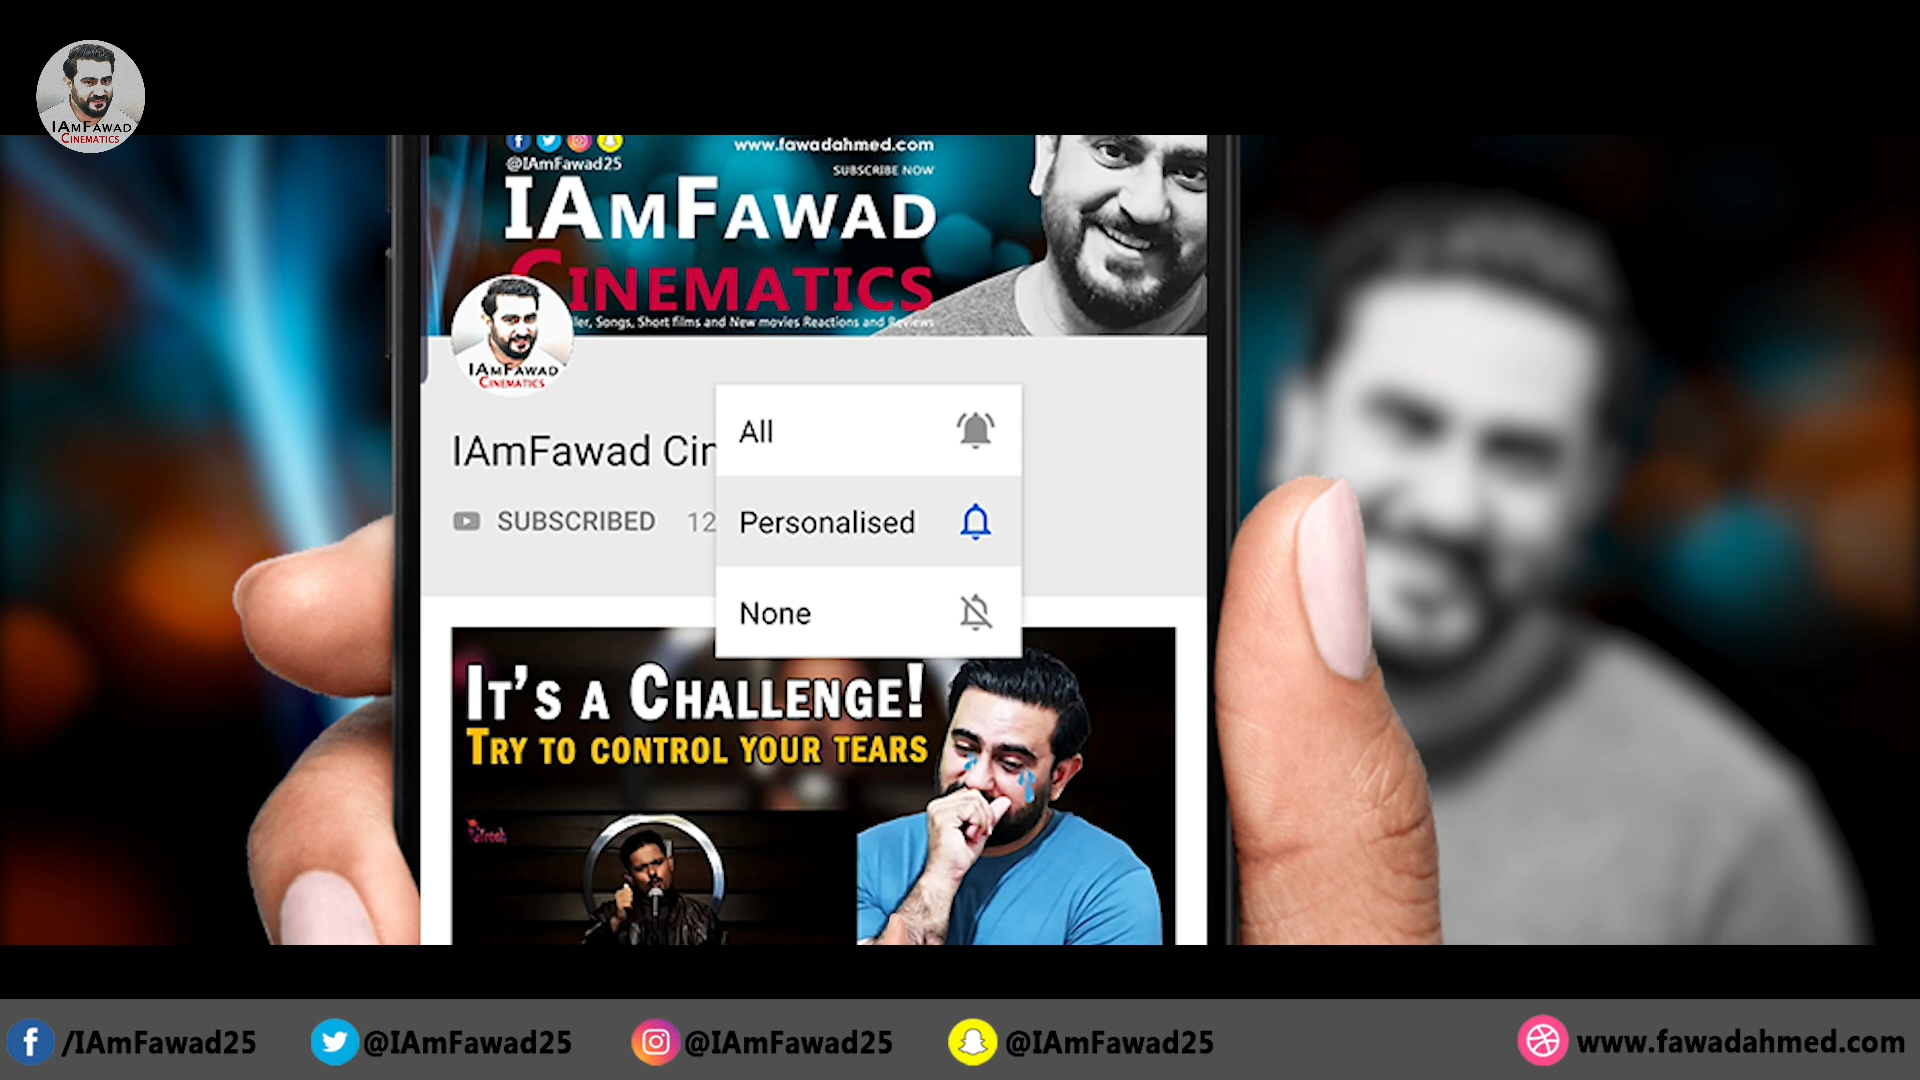 IAMFAWAD
CINEMATICS
www.fawadahmed.com
@IAmFawad25
SUBSCRIBE NOW
IAMFAWAD
CINEMATICS
Songs, Short films and New movies Reactions and Reviews
IAMFAWAD
CINEMATICS
IAmFawad Cin
SUBSCRIBED 12
All
Personalised
None
IT'S A CHALLENGE!
TRY TO CONTROL YOUR TEARS
/IAmFawad25 @IAmFawad25 @IAmFawad25 @IAmFawad25 www.fawadahmed.com